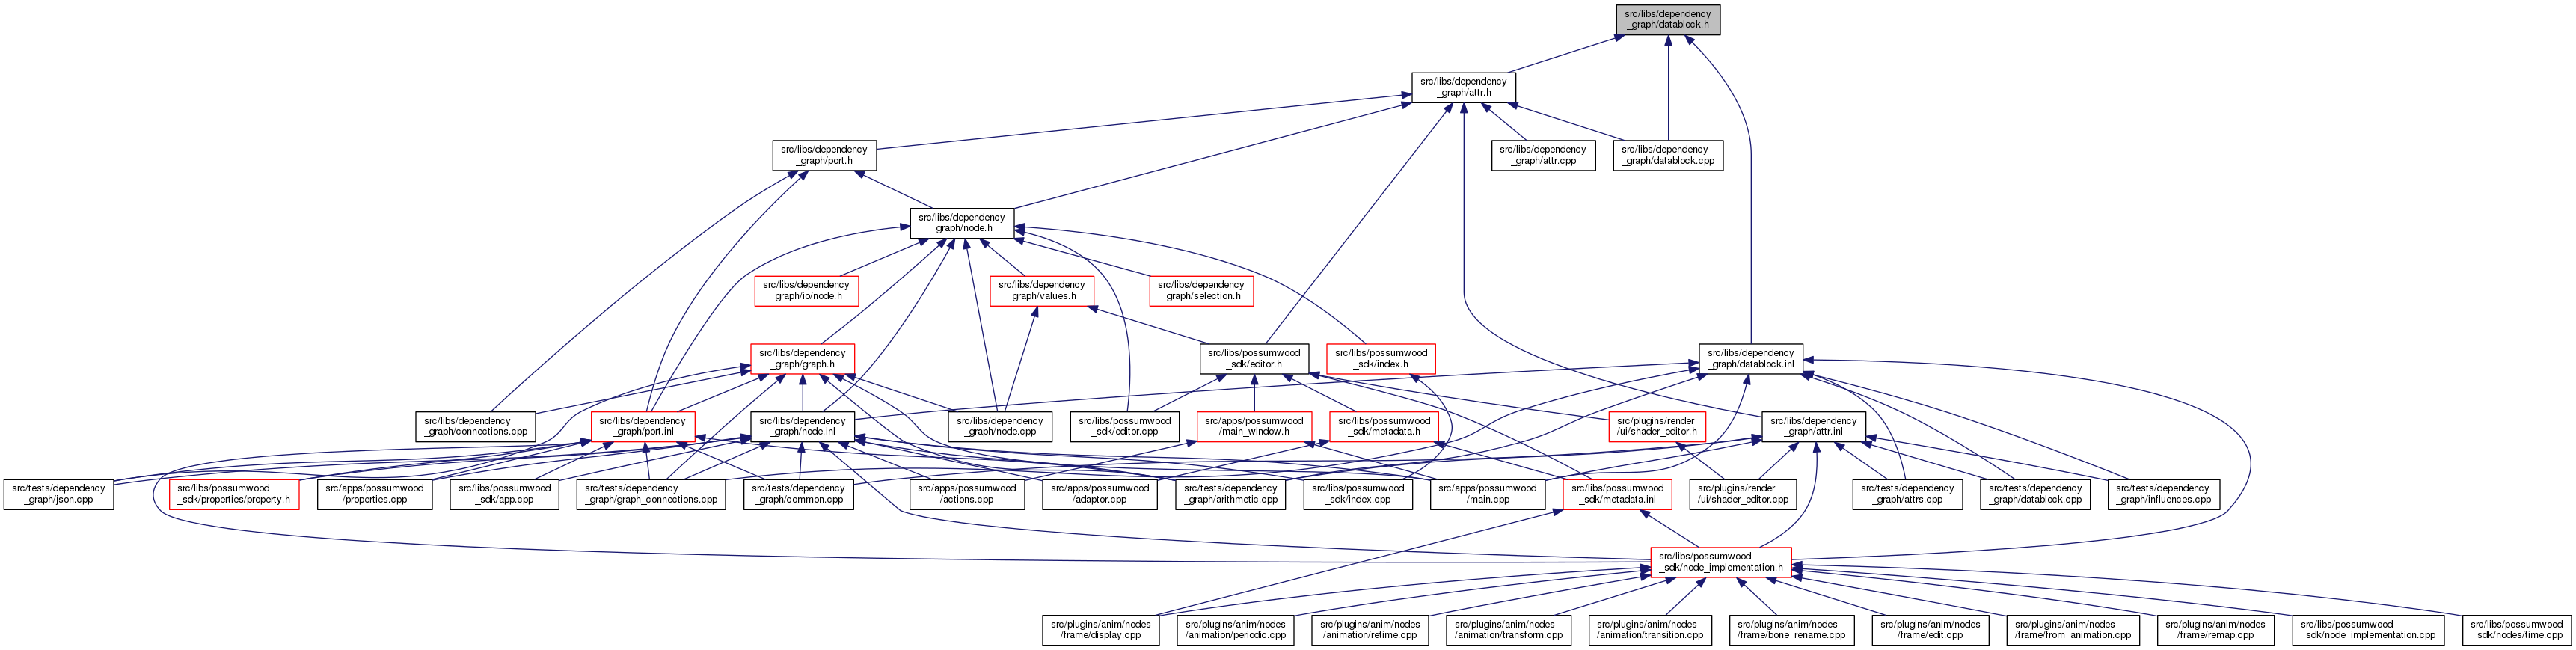 src/libs/dependency
_graph/datablock.h
src/libs/dependency
_graph/attr.h
src/libs/dependency
_graph/port.h
src/libs/dependency
_graph/attr.cpp
src/libs/dependency
_graph/datablock.cpp
src/libs/dependency
_graph/node.h
src/libs/dependency
_graph/io/node.h
src/libs/dependency
_graph/values.h
src/libs/dependency
_graph/selection.h
src/libs/dependency
_graph/graph.h
src/libs/possumwood
_sdk/editor.h
src/libs/possumwood
_sdk/index.h
src/libs/dependency
_graph/datablock.inl
src/libs/dependency
_graph/connections.cpp
src/libs/dependency
_graph/port.inl
src/libs/dependency
_graph/node.inl
src/libs/dependency
_graph/node.cpp
src/libs/possumwood
_sdk/editor.cpp
src/apps/possumwood
/main_window.h
src/libs/possumwood
_sdk/metadata.h
src/plugins/render
/ui/shader_editor.h
src/libs/dependency
_graph/attr.inl
src/tests/dependency
_graph/json.cpp
src/libs/possumwood
_sdk/properties/property.h
src/apps/possumwood
/properties.cpp
src/libs/possumwood
_sdk/app.cpp
src/tests/dependency
_graph/graph_connections.cpp
src/tests/dependency
_graph/common.cpp
src/apps/possumwood
/actions.cpp
src/apps/possumwood
/adaptor.cpp
src/tests/dependency
_graph/arithmetic.cpp
src/libs/possumwood
_sdk/index.cpp
src/apps/possumwood
/main.cpp
src/libs/possumwood
_sdk/metadata.inl
src/plugins/render
/ui/shader_editor.cpp
src/tests/dependency
_graph/attrs.cpp
src/tests/dependency
_graph/datablock.cpp
src/tests/dependency
_graph/influences.cpp
src/libs/possumwood
_sdk/node_implementation.h
src/plugins/anim/nodes
/frame/display.cpp
src/plugins/anim/nodes
/animation/periodic.cpp
src/plugins/anim/nodes
/animation/retime.cpp
src/plugins/anim/nodes
/animation/transform.cpp
src/plugins/anim/nodes
/animation/transition.cpp
src/plugins/anim/nodes
/frame/bone_rename.cpp
src/plugins/anim/nodes
/frame/edit.cpp
src/plugins/anim/nodes
/frame/from_animation.cpp
src/plugins/anim/nodes
/frame/remap.cpp
src/libs/possumwood
_sdk/node_implementation.cpp
src/libs/possumwood
_sdk/nodes/time.cpp